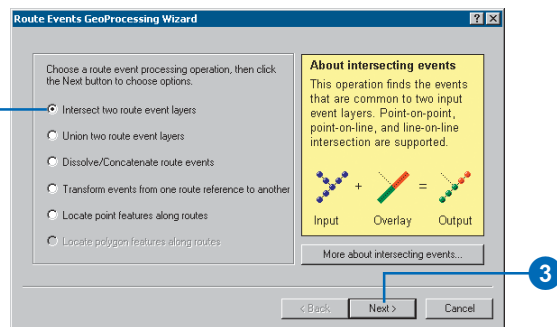 Route Events GeoProcessing Wizard
Choose a route event processing operation, then click
the Next button to choose options.
Intersect two route event layers
Union two route event layers
Dissolve/Concatenate route events
Transform events from one route reference to another
Locate point features along routes
Locate polygon features along routes
About intersecting events
This operation finds the events
that are common to two input
event layers. Point-on-point,
point-on-line, and line-on-line
intersection are supported.
+ =
Input Overlay Output
More about intersecting events...
3
< Back Next > Cancel